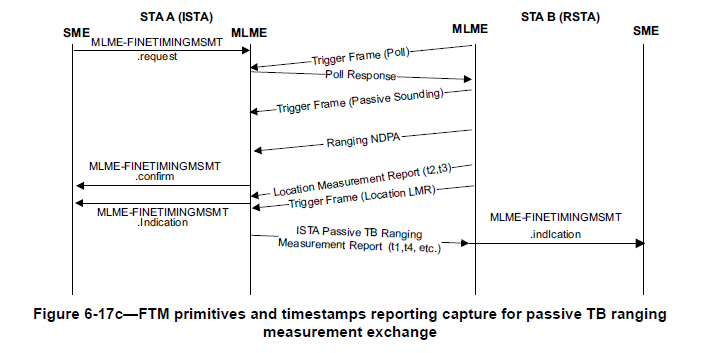 STA A (ISTA)
STA B (RSTA)
SME
MLME
MLME
SME
MLME-FINETIMINGMSMT
.request
Trigger Frame (Poll)
Poll Response
Trigger Frame (Passive Sounding)
Ranging NDPA
MLME-FINETIMINGMSMT
.confirm
Location Measurement Report (t2,t3)
Trigger Frame (Location LMR)
MLME-FINETIMINGMSMT
.Indication
MLME-FINETIMINGMSMT
.indIcation
ISTA Passive TB Ranging
Measurement Report (t1,t4, etc.)
Figure 6-17c—FTM primitives and timestamps reporting capture for passive TB ranging
measurement exchange